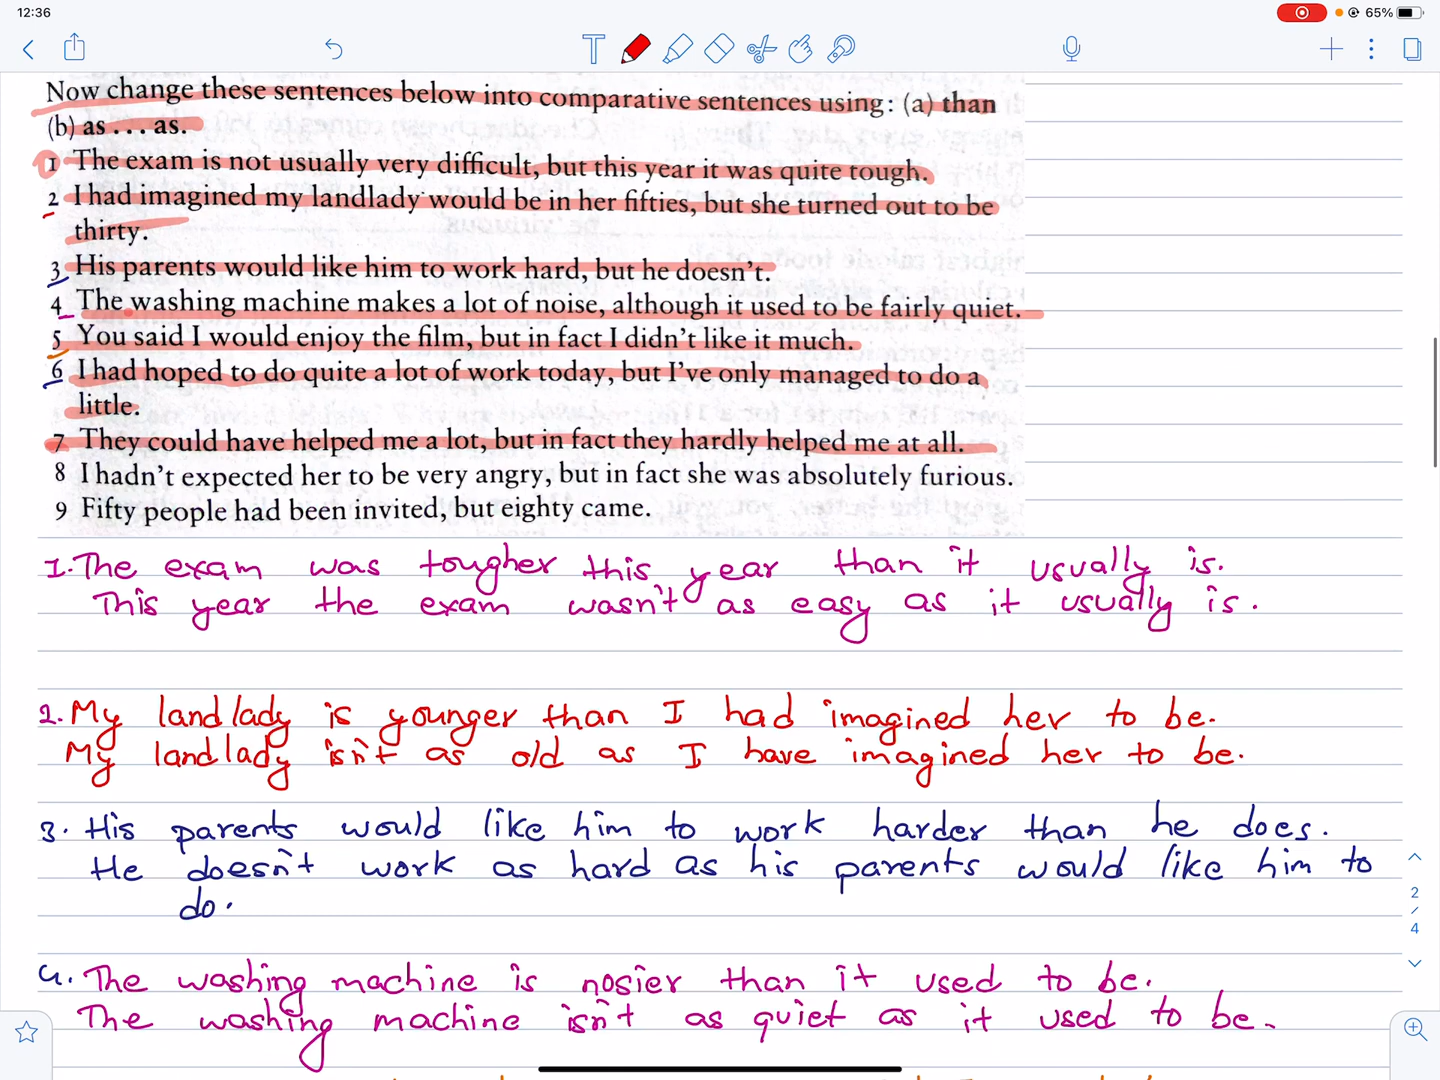 12:36
65%
Now change these sentences below into comparative sentences using: (a) than
(b) as ... as.
1 The exam is not usually very difficult, but this year it was quite tough.
2 I had imagined my landlady would be in her fifties, but she turned out to be
thirty.
3 His parents would like him to work hard, but he doesn't.
4 The washing machine makes a lot of noise, although it used to be fairly quiet.
5 You said I would enjoy the film, but in fact I didn't like it much.
6 I had hoped to do quite a lot of work today, but I've only managed to do a
little.
7 They could have helped me a lot, but in fact they hardly helped me at all.
8 I hadn't expected her to be very angry, but in fact she was absolutely furious.
9 Fifty people had been invited, but eighty came.
1. The exam was tougher this year than it usually is.
This year the exam wasn't as easy as it usually is.
2. My landlady is younger than I had imagined her to be.
My landlady isn't as old as I have imagined her to be.
3. His parents would like him to work harder than he does.
He doesn't work as hard as his parents would like him to
do.
4. The washing machine is nosier than it used to be.
The washing machine isn't as quiet as it used to be.
2
/
4